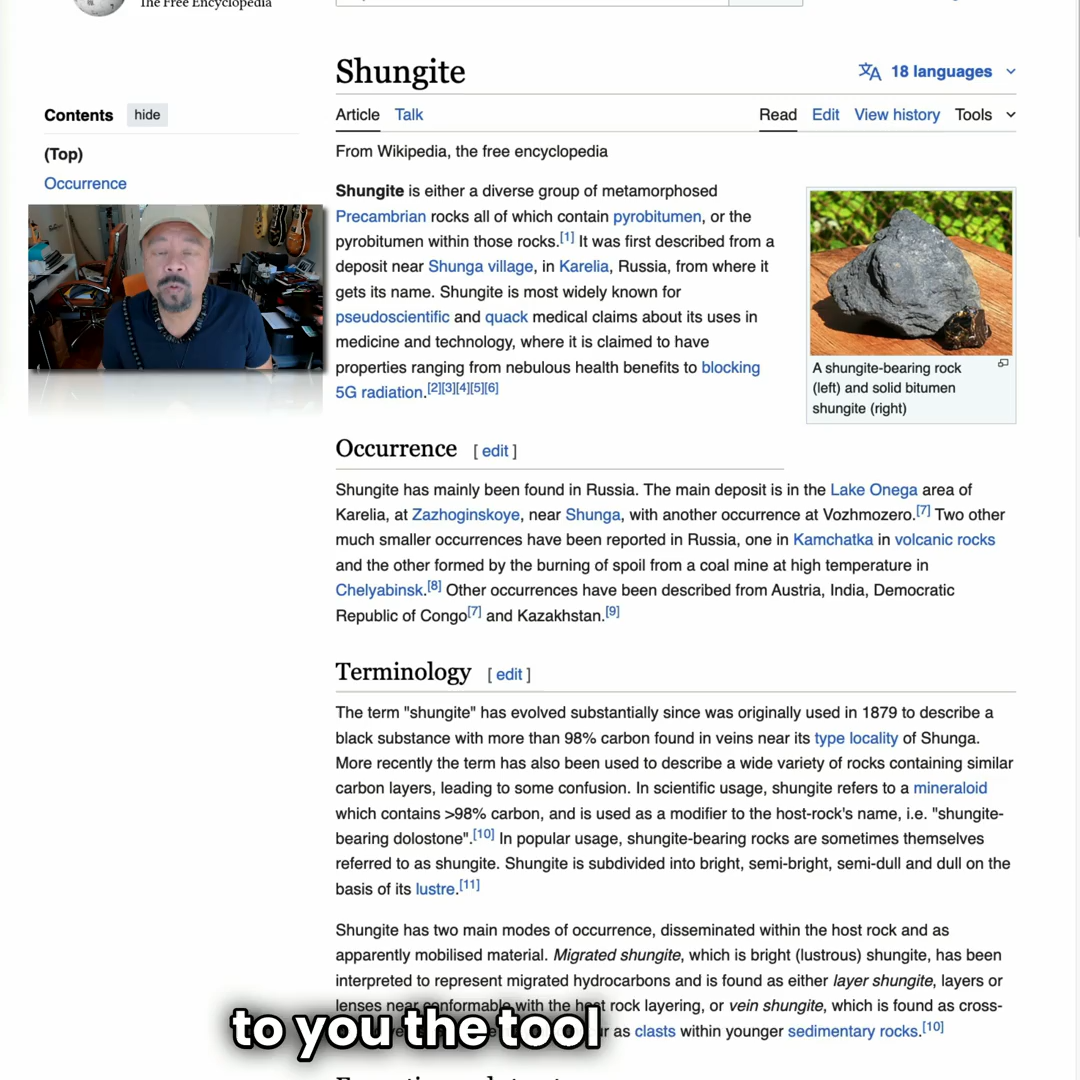 The Free Encyclopedia
Shungite
18 languages
Contents hide
Article Talk Read Edit View history Tools
(Top)
From Wikipedia, the free encyclopedia
Occurrence
Shungite is either a diverse group of metamorphosed
Precambrian rocks all of which contain pyrobitumen, or the
pyrobitumen within those rocks.[1] It was first described from a
deposit near Shunga village, in Karelia, Russia, from where it
gets its name. Shungite is most widely known for
pseudoscientific and quack medical claims about its uses in
medicine and technology, where it is claimed to have
properties ranging from nebulous health benefits to blocking
5G radiation.[2][3][4][5][6]
A shungite-bearing rock
(left) and solid bitumen
shungite (right)
Occurrence [ edit ]
Shungite has mainly been found in Russia. The main deposit is in the Lake Onega area of
Karelia, at Zazhoginskoye, near Shunga, with another occurrence at Vozhmozero.[7] Two other
much smaller occurrences have been reported in Russia, one in Kamchatka in volcanic rocks
and the other formed by the burning of spoil from a coal mine at high temperature in
Chelyabinsk.[8] Other occurrences have been described from Austria, India, Democratic
Republic of Congo[7] and Kazakhstan.[9]
Terminology [ edit ]
The term "shungite" has evolved substantially since was originally used in 1879 to describe a
black substance with more than 98% carbon found in veins near its type locality of Shunga.
More recently the term has also been used to describe a wide variety of rocks containing similar
carbon layers, leading to some confusion. In scientific usage, shungite refers to a mineraloid
which contains >98% carbon, and is used as a modifier to the host-rock's name, i.e. "shungite-
bearing dolostone".[10] In popular usage, shungite-bearing rocks are sometimes themselves
referred to as shungite. Shungite is subdivided into bright, semi-bright, semi-dull and dull on the
basis of its lustre.[11]
Shungite has two main modes of occurrence, disseminated within the host rock and as
apparently mobilised material. Migrated shungite, which is bright (lustrous) shungite, has been
interpreted to represent migrated hydrocarbons and is found as either layer shungite, layers or
lenses near conformable with the host rock layering, or vein shungite, which is found as cross-
as clasts within younger sedimentary rocks.[10]
to you the tool